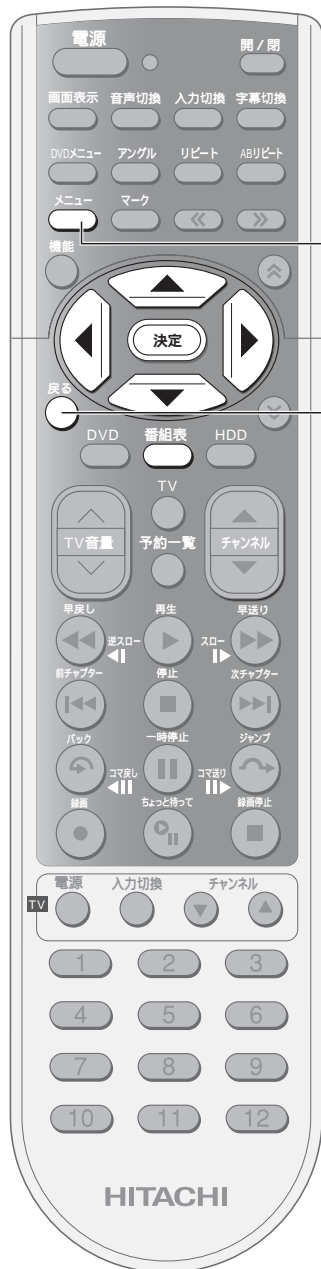 電源
開／閉
画面表示 音声切換 入力切換 字幕切換
DVDメニュー アングル リピート ABリピート
メニュー マーク
機能
決定
戻る
DVD 番組表 HDD
TV
TV音量 予約一覧 チャンネル
早戻し 再生 早送り
逆スロー スロー
前チャプター 停止 次チャプター
バック 一時停止 ジャンプ
コマ戻し コマ送り
録画 ちょっと待って 録画停止
電源 入力切換 チャンネル
TV
1 2 3
4 5 6
7 8 9
10 11 12
HITACHI